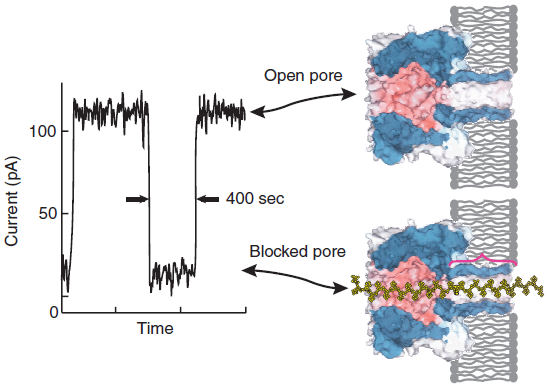 Open pore
100
400 sec
50
Blocked pore
0
Current (pA)
Time